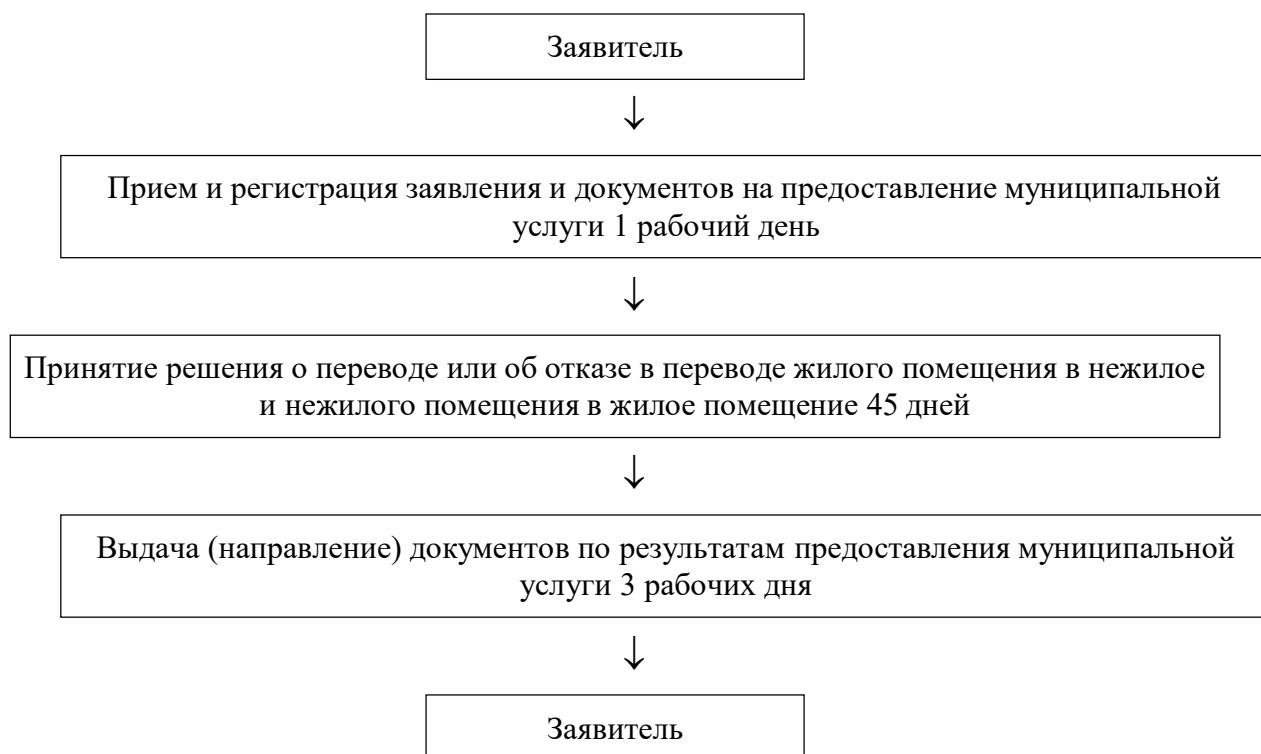 Заявитель
↓
Прием и регистрация заявления и документов на предоставление муниципальной
услуги 1 рабочий день
↓
Принятие решения о переводе или об отказе в переводе жилого помещения в нежилое
и нежилого помещения в жилое помещение 45 дней
↓
Выдача (направление) документов по результатам предоставления муниципальной
услуги 3 рабочих дня
↓
Заявитель